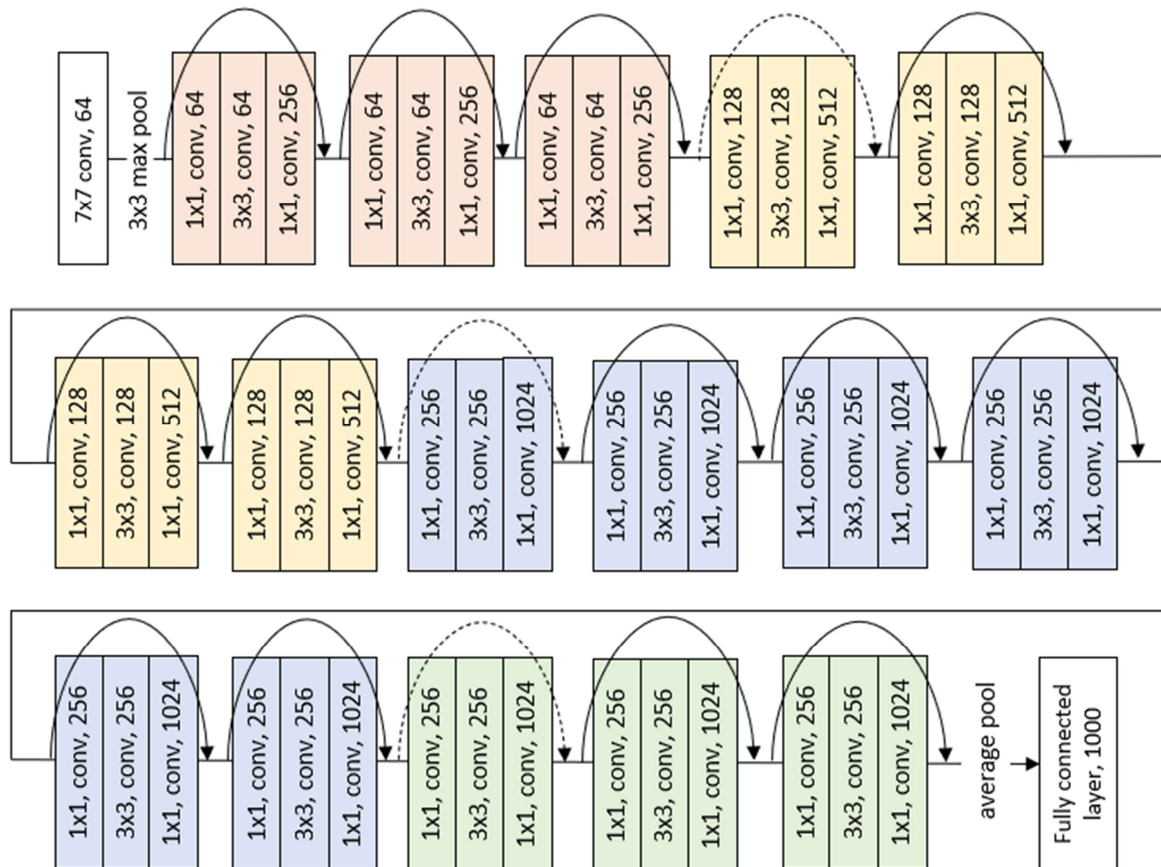 7x7 conv, 64
3x3 max pool
1x1, conv, 64
3x3, conv, 64
1x1, conv, 256
1x1, conv, 64
3x3, conv, 64
1x1, conv, 256
1x1, conv, 64
3x3, conv, 64
1x1, conv, 256
1x1, conv, 128
3x3, conv, 128
1x1, conv, 512
1x1, conv, 128
3x3, conv, 128
1x1, conv, 512
1x1, conv, 128
3x3, conv, 128
1x1, conv, 512
1x1, conv, 128
3x3, conv, 128
1x1, conv, 512
1x1, conv, 256
3x3, conv, 256
1x1, conv, 1024
1x1, conv, 256
3x3, conv, 256
1x1, conv, 1024
1x1, conv, 256
3x3, conv, 256
1x1, conv, 1024
1x1, conv, 256
3x3, conv, 256
1x1, conv, 1024
1x1, conv, 256
3x3, conv, 256
1x1, conv, 1024
1x1, conv, 256
3x3, conv, 256
1x1, conv, 1024
1x1, conv, 256
3x3, conv, 256
1x1, conv, 1024
1x1, conv, 256
3x3, conv, 256
1x1, conv, 1024
1x1, conv, 256
3x3, conv, 256
1x1, conv, 1024
average pool
Fully connected
layer, 1000